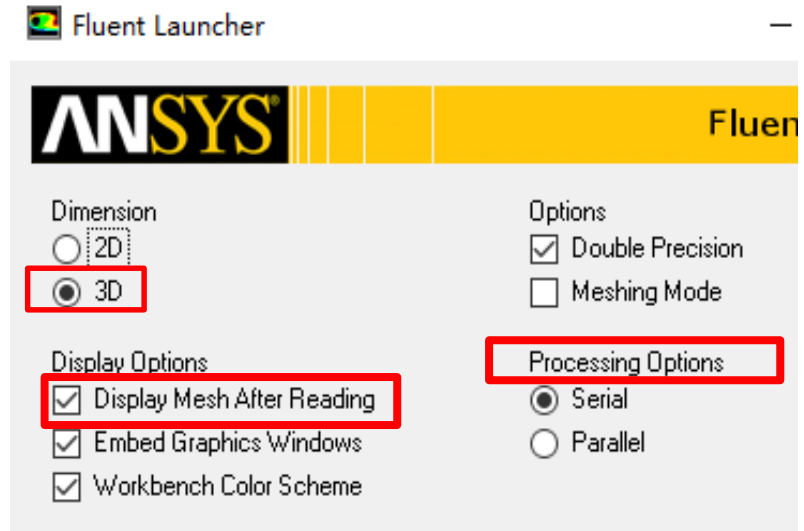 Fluent Launcher
ANSYS
Fluen
Dimension
2D
3D
Options
Double Precision
Meshing Mode
Display Options
Display Mesh After Reading
Embed Graphics Windows
Workbench Color Scheme
Processing Options
Serial
Parallel